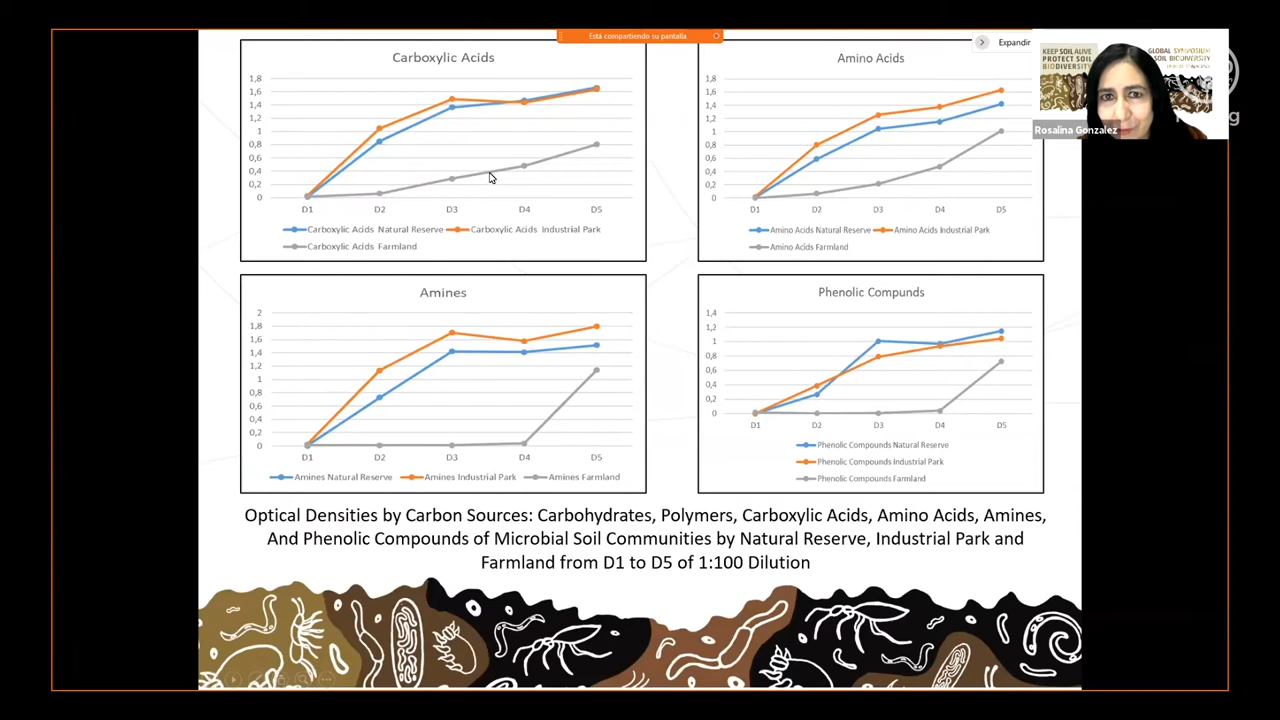 Está compartiendo su pantalla
Expandir
KEEP SOIL ALIVE
PROTECT SOIL
BIODIVERSITY
GLOBAL SYMPOSIUM
SOIL BIODIVERSITY
Rosalina Gonzalez
Carboxylic Acids
1,8
1,6
1,4
1,2
1
0,8
0,6
0,4
0,2
0
D1 D2 D3 D4 D5
Carboxylic Acids Natural Reserve Carboxylic Acids Industrial Park
Carboxylic Acids Farmland
Amino Acids
1,8
1,6
1,4
1,2
1
0,8
0,6
0,4
0,2
0
D1 D2 D3 D4 D5
Amino Acids Natural Reserve Amino Acids Industrial Park
Amino Acids Farmland
Amines
2
1,8
1,6
1,4
1,2
1
0,8
0,6
0,4
0,2
0
D1 D2 D3 D4 D5
Amines Natural Reserve Amines Industrial Park Amines Farmland
Phenolic Compunds
1,4
1,2
1
0,8
0,6
0,4
0,2
0
D1 D2 D3 D4 D5
Phenolic Compounds Natural Reserve
Phenolic Compounds Industrial Park
Phenolic Compounds Farmland
Optical Densities by Carbon Sources: Carbohydrates, Polymers, Carboxylic Acids, Amino Acids, Amines,
And Phenolic Compounds of Microbial Soil Communities by Natural Reserve, Industrial Park and
Farmland from D1 to D5 of 1:100 Dilution